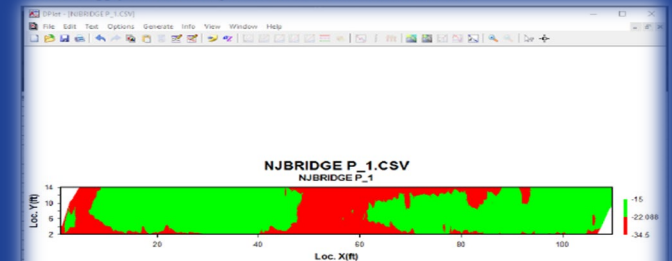 DPlot - [NJBRIDGE P_1.CSV]
File Edit Text Options Generate Info View Window Help
NJBRIDGE P_1.CSV
NJBRIDGE P_1
Loc. Y(ft)
14
10
6
2
20 40 60 80 100
Loc. X(ft)
-15
-22.088
-34.5